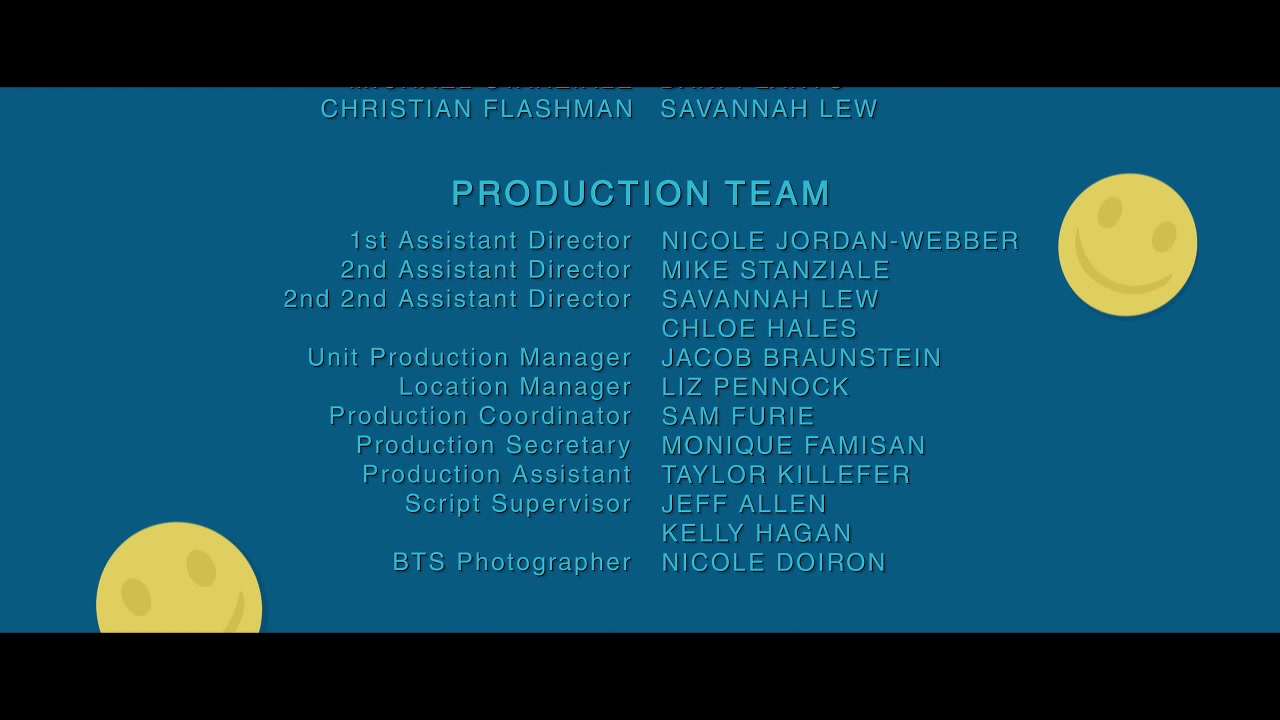 CHRISTIAN FLASHMAN SAVANNAH LEW
PRODUCTION TEAM
1st Assistant Director NICOLE JORDAN-WEBBER
2nd Assistant Director MIKE STANZIALE
2nd 2nd Assistant Director SAVANNAH LEW
CHLOE HALES
Unit Production Manager JACOB BRAUNSTEIN
Location Manager LIZ PENNOCK
Production Coordinator SAM FURIE
Production Secretary MONIQUE FAMISAN
Production Assistant TAYLOR KILLEFER
Script Supervisor JEFF ALLEN
KELLY HAGAN
BTS Photographer NICOLE DOIRON